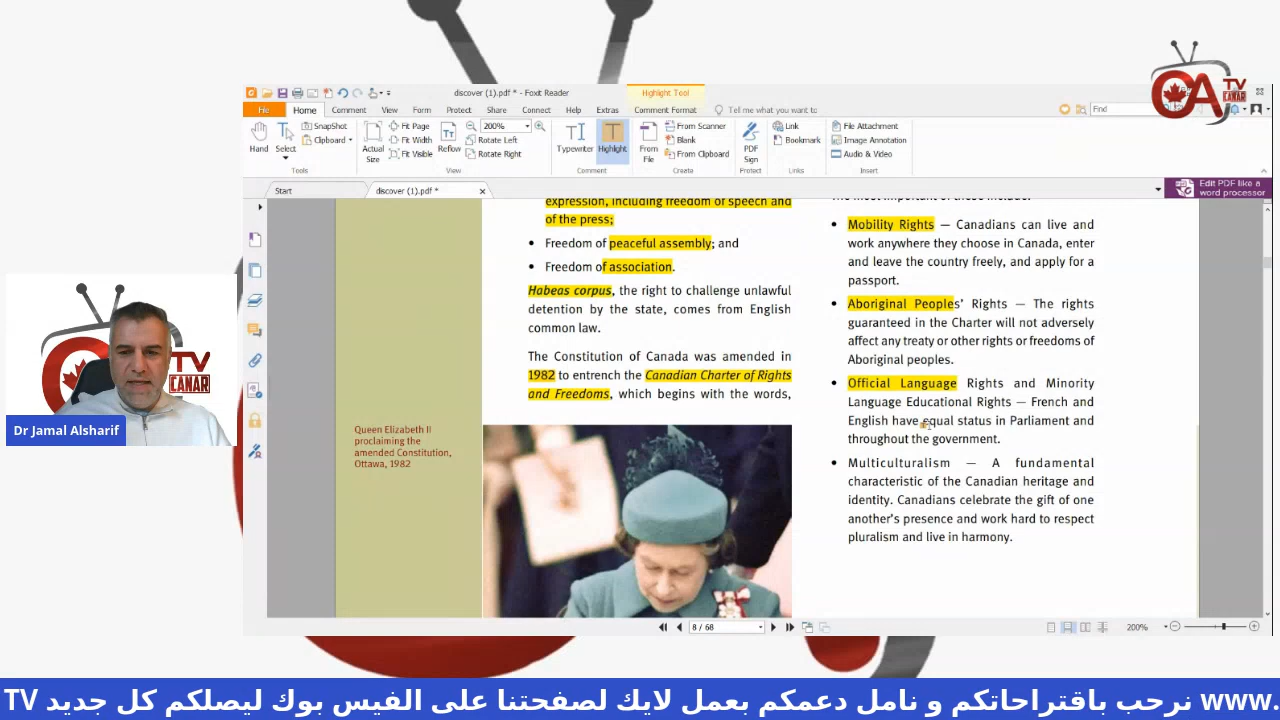 discover (1).pdf * - Foxit Reader
Highlight Tool
File Home Comment View Form Protect Share Connect Help Extras Comment Format Tell me what you want to Find
Hand
Select
SnapShot
Clipboard
Tools
Actual Size
Fit Page
Fit Width
Fit Visible
Reflow
200%
Rotate Left
Rotate Right
View
Typewriter
Highlight
Comment
From File
From Scanner
Blank
From Clipboard
Create
PDF Sign
Protect
Link
Bookmark
Links
File Attachment
Image Annotation
Audio & Video
Insert
Start
discover (1).pdf *
Edit PDF like a
word processor
expression, including freedom of speech and
of the press;
• Freedom of peaceful assembly; and
• Freedom of association.
Habeas corpus, the right to challenge unlawful
detention by the state, comes from English
common law.
The Constitution of Canada was amended in
1982 to entrench the Canadian Charter of Rights
and Freedoms, which begins with the words,
Queen Elizabeth II
proclaiming the
amended Constitution,
Ottawa, 1982
The most important of these include:
• Mobility Rights — Canadians can live and
work anywhere they choose in Canada, enter
and leave the country freely, and apply for a
passport.
• Aboriginal Peoples' Rights — The rights
guaranteed in the Charter will not adversely
affect any treaty or other rights or freedoms of
Aboriginal peoples.
• Official Language Rights and Minority
Language Educational Rights — French and
English have equal status in Parliament and
throughout the government.
• Multiculturalism — A fundamental
characteristic of the Canadian heritage and
identity. Canadians celebrate the gift of one
another's presence and work hard to respect
pluralism and live in harmony.
8 / 68
200%
TV
CANAR
Dr Jamal Alsharif
TV
CANAR
www. نرحب باقتراحاتكم و نامل دعمكم بعمل لايك لصفحتنا على الفيس بوك ليصلكم كل جديد TV